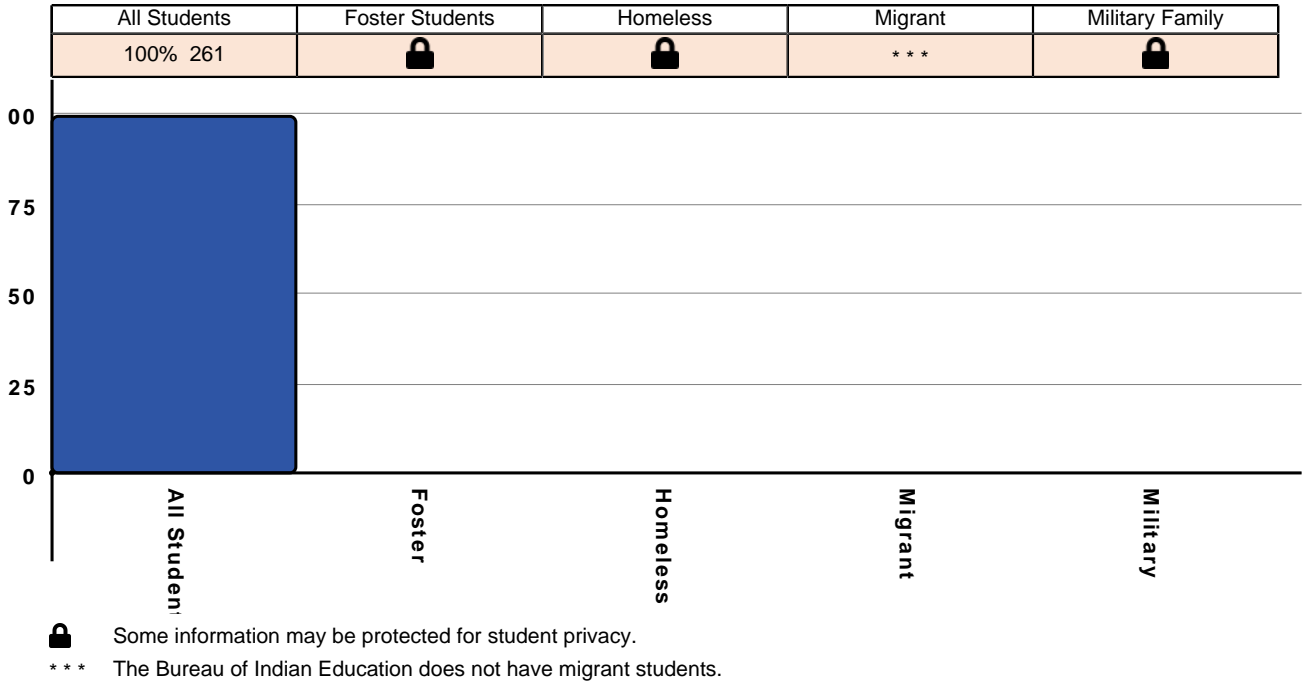 All Students Foster Students Homeless Migrant Military Family
100% 261 * * *
00
75
50
25
0
All Student
Foster
Homeless
Migrant
Military
Some information may be protected for student privacy.
* * * The Bureau of Indian Education does not have migrant students.